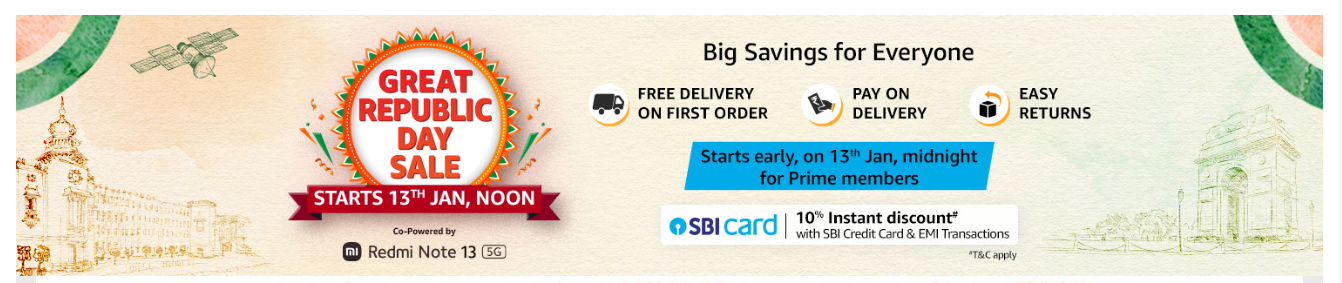 GREAT
REPUBLIC
DAY
SALE
STARTS 13TH JAN, NOON
Co-Powered by
mi Redmi Note 13 5G
Big Savings for Everyone
FREE DELIVERY
ON FIRST ORDER
PAY ON
DELIVERY
EASY
RETURNS
Starts early, on 13th Jan, midnight
for Prime members
SBI card
10% Instant discount#
with SBI Credit Card & EMI Transactions
#T&C apply